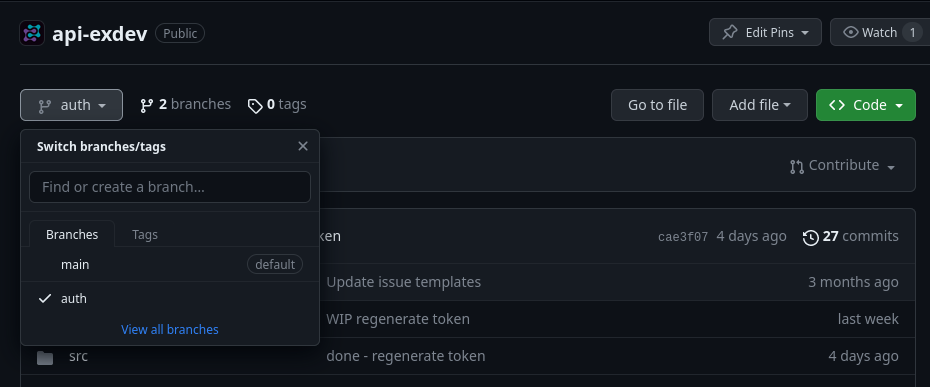 api-exdev Public Edit Pins Watch 1
auth 2 branches 0 tags Go to file Add file Code
Switch branches/tags
Contribute
Find or create a branch...
Branches Tags
ken cae3f07 4 days ago 27 commits
main default
Update issue templates 3 months ago
auth
WIP regenerate token last week
View all branches
src done - regenerate token 4 days ago